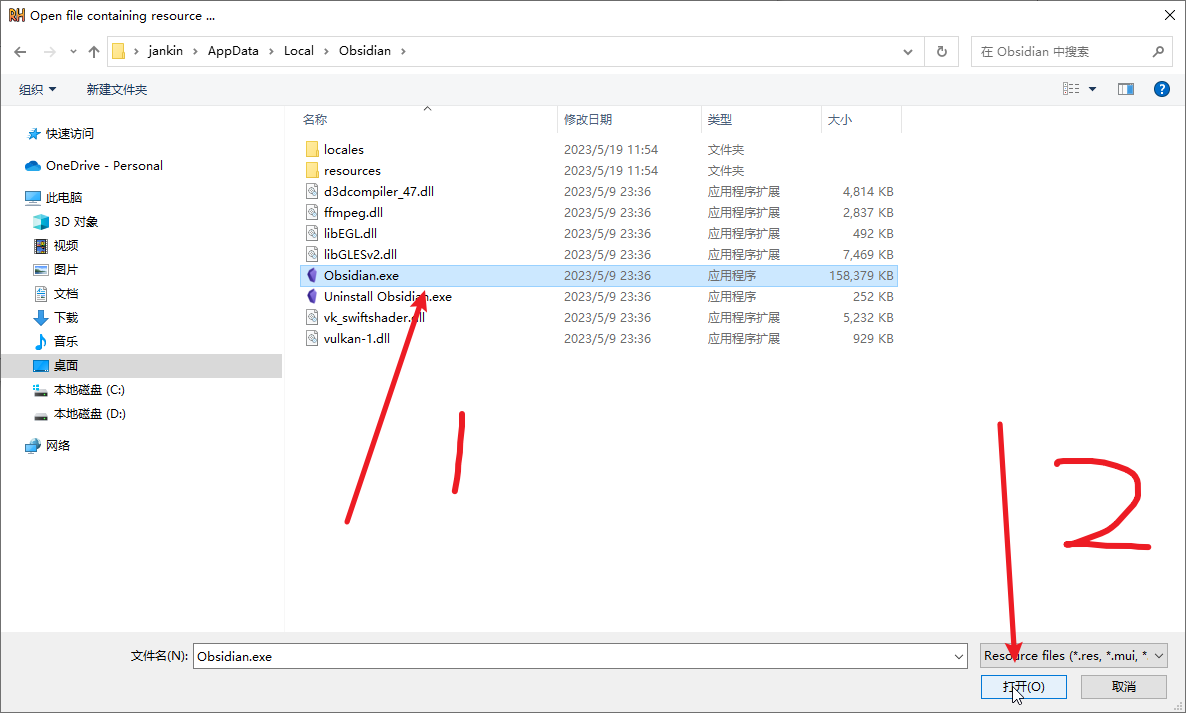 RH Open file containing resource ...
jankin > AppData > Local > Obsidian >
在 Obsidian 中搜索
组织
新建文件夹
?
名称 修改日期 类型 大小
快速访问
OneDrive - Personal
此电脑
3D 对象
视频
图片
文档
下载
音乐
桌面
本地磁盘 (C:)
本地磁盘 (D:)
网络
locales 2023/5/19 11:54 文件夹
resources 2023/5/19 11:54 文件夹
d3dcompiler_47.dll 2023/5/9 23:36 应用程序扩展 4,814 KB
ffmpeg.dll 2023/5/9 23:36 应用程序扩展 2,837 KB
libEGL.dll 2023/5/9 23:36 应用程序扩展 492 KB
libGLESv2.dll 2023/5/9 23:36 应用程序扩展 7,469 KB
Obsidian.exe 2023/5/9 23:36 应用程序 158,379 KB
Uninstall Obsidian.exe 2023/5/9 23:36 应用程序 252 KB
vk_swiftshader.dll 2023/5/9 23:36 应用程序扩展 5,232 KB
vulkan-1.dll 2023/5/9 23:36 应用程序扩展 929 KB
1
2
文件名(N): Obsidian.exe
Resource files (*.res, *.mui, *
打开(O)
取消